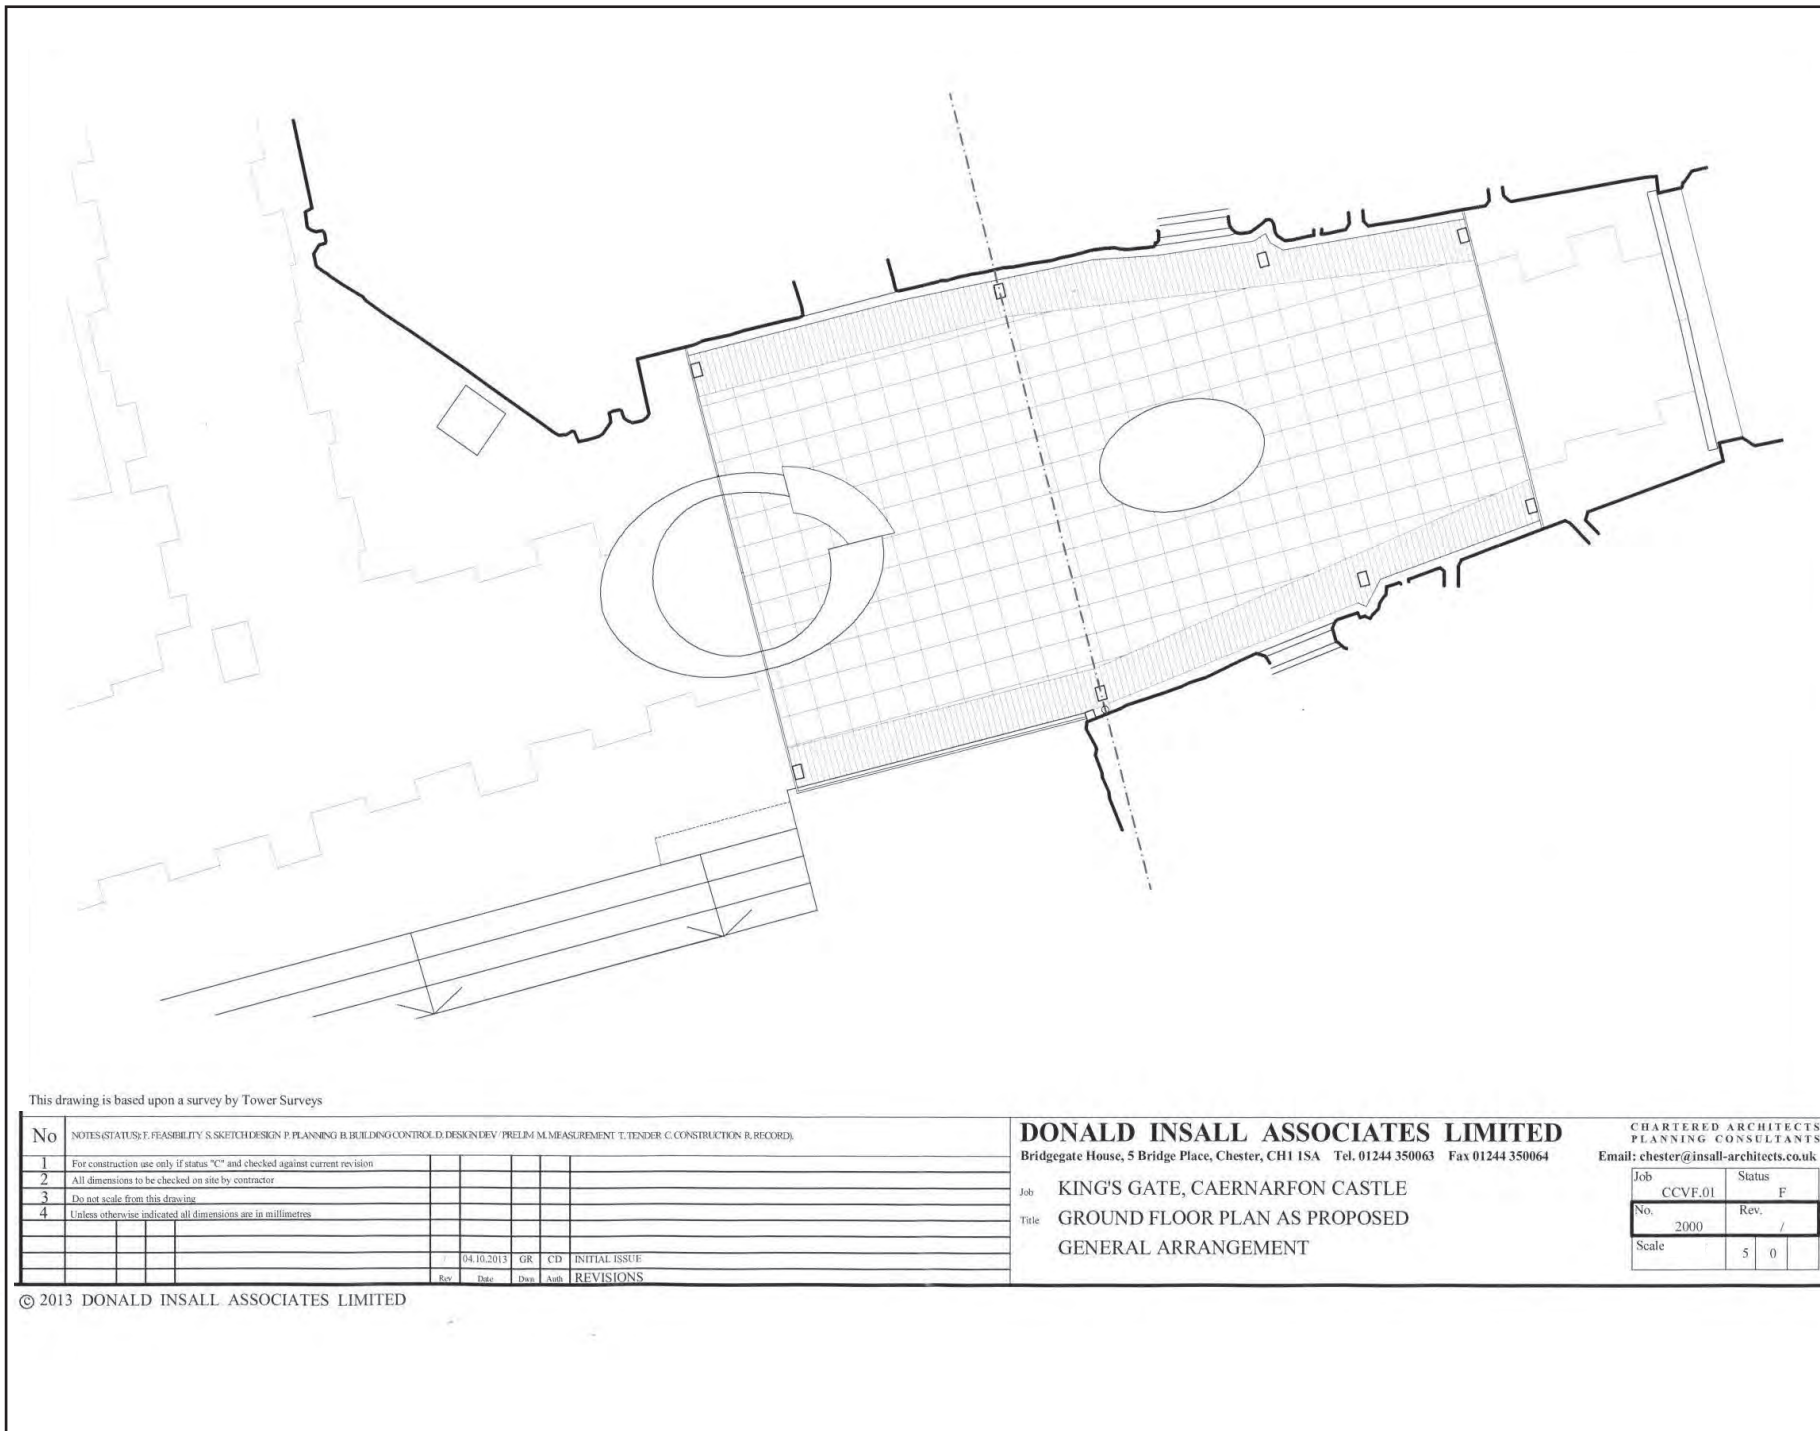 This drawing is based upon a survey by Tower Surveys
No NOTES (STATUS): F. FEASIBILITY S. SKETCH DESIGN P. PLANNING B. BUILDING CONTROL D. DESIGN DEV / PRELIM M. MEASUREMENT T. TENDER C. CONSTRUCTION R. RECORD).
1 For construction use only if status "C" and checked against current revision
2 All dimensions to be checked on site by contractor
3 Do not scale from this drawing
4 Unless otherwise indicated all dimensions are in millimetres
/ 04.10.2013 GR CD INITIAL ISSUE
Rev Date Dwn Auth REVISIONS
DONALD INSALL ASSOCIATES LIMITED
Bridgegate House, 5 Bridge Place, Chester, CH1 1SA Tel. 01244 350063 Fax 01244 350064
Job KING'S GATE, CAERNARFON CASTLE
Title GROUND FLOOR PLAN AS PROPOSED
GENERAL ARRANGEMENT
CHARTERED ARCHITECTS
PLANNING CONSULTANTS
Email: chester@insall-architects.co.uk
Job Status
CCVF.01 F
No. Rev.
2000 /
Scale 5 0
© 2013 DONALD INSALL ASSOCIATES LIMITED